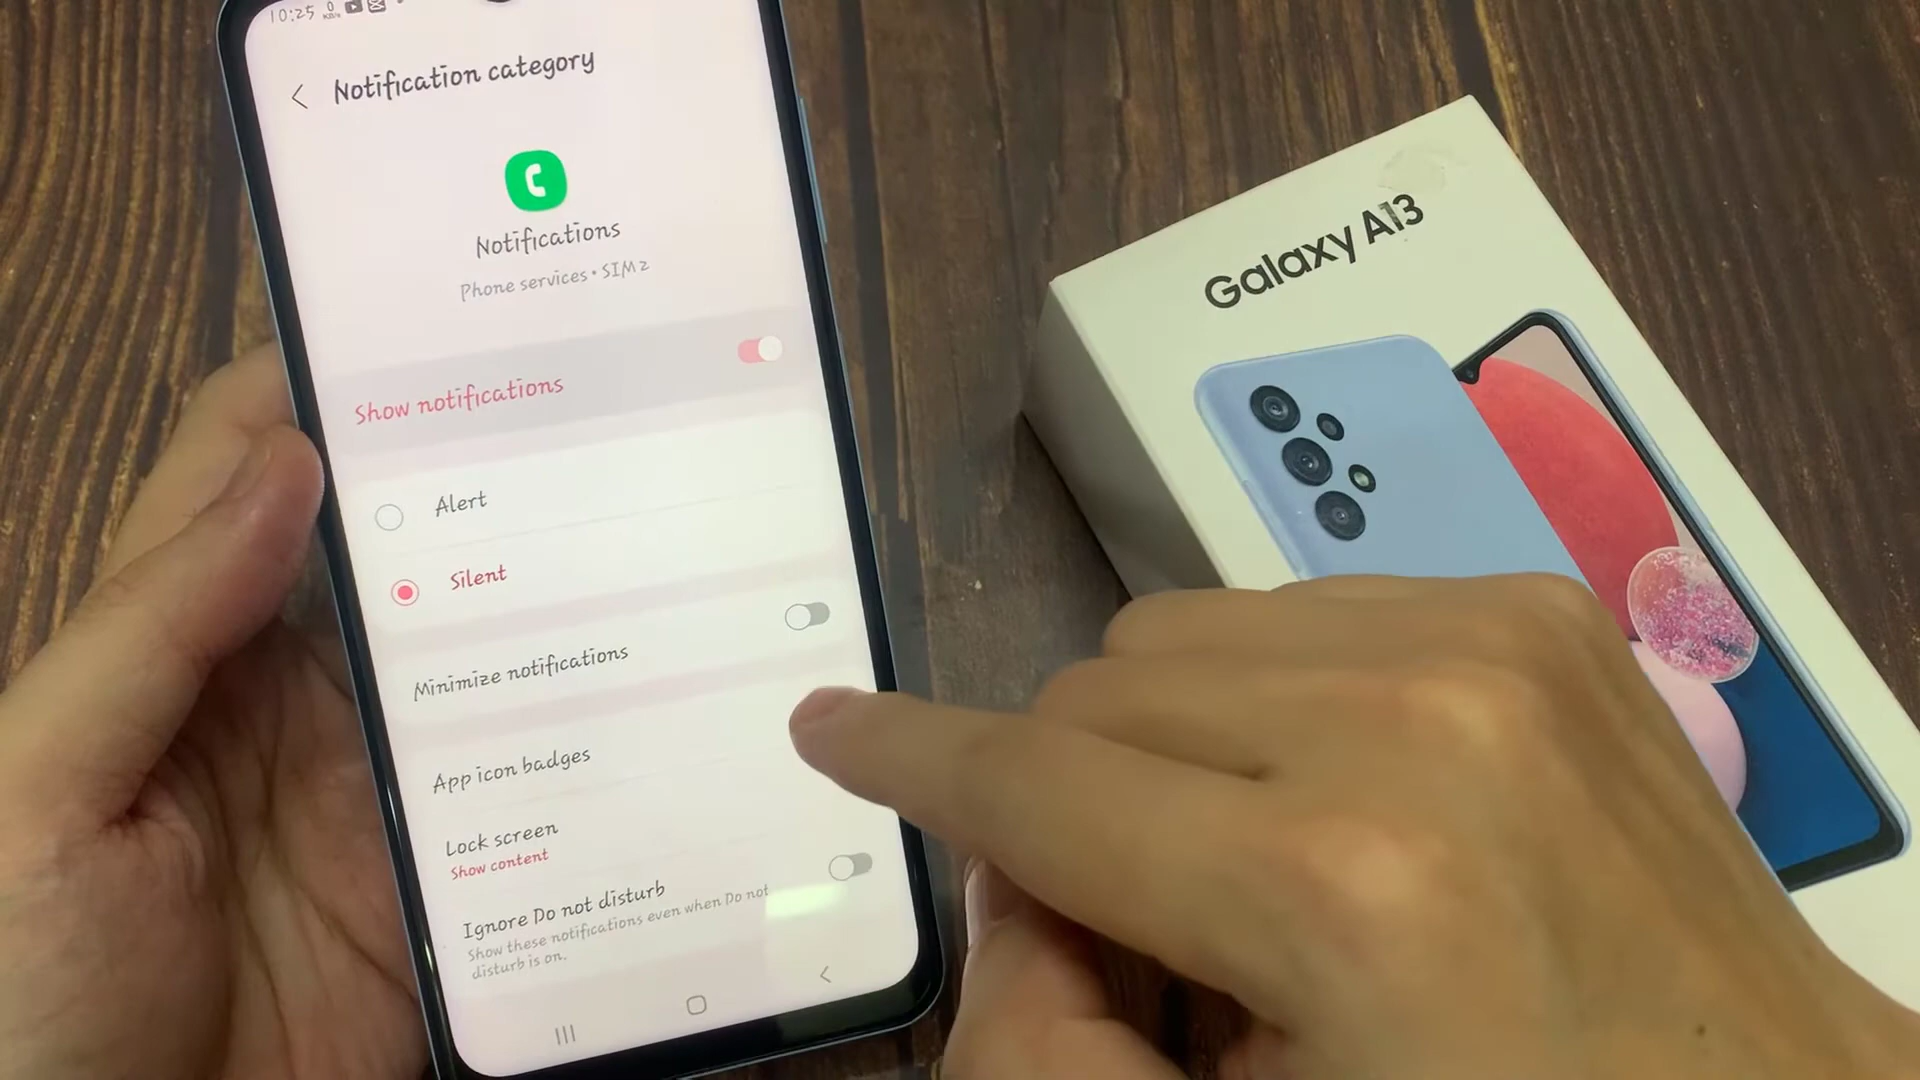 10:25 0 KB/s
Notification category
Notifications
Phone services • SIM 2
Show notifications
Alert
Silent
Minimize notifications
App icon badges
Lock screen
Show content
Ignore Do not disturb
Show these notifications even when Do not
disturb is on.
Galaxy A13